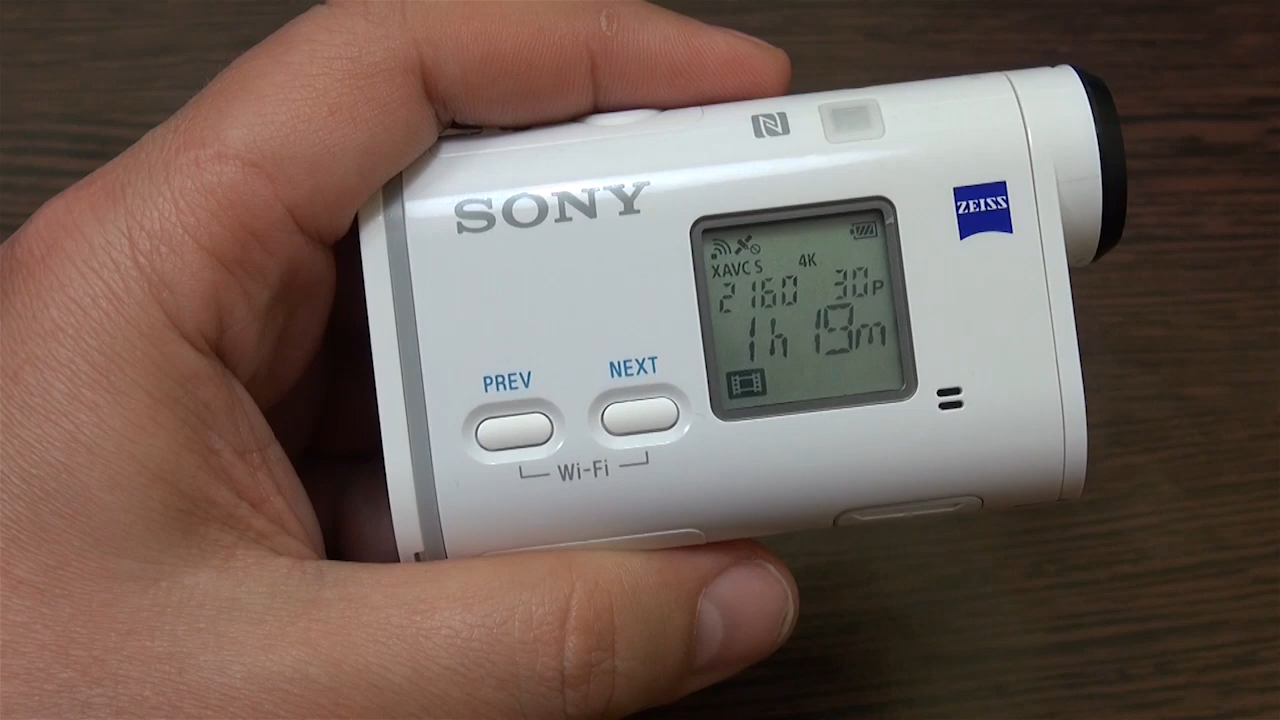 SONY
ZEISS
XAVC S 4K
2160 30P
1h 19m
PREV NEXT
Wi-Fi